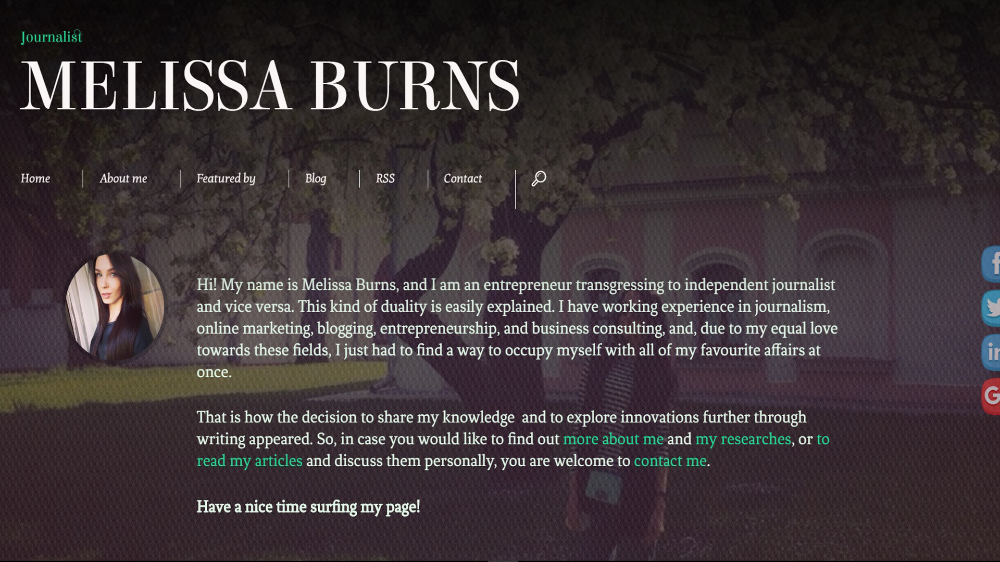 Journalist
MELISSA BURNS
Home
About me
Featured by
Blog
RSS
Contact
Hi! My name is Melissa Burns, and I am an entrepreneur transgressing to independent journalist
and vice versa. This kind of duality is easily explained. I have working experience in journalism,
online marketing, blogging, entrepreneurship, and business consulting, and, due to my equal love
towards these fields, I just had to find a way to occupy myself with all of my favourite affairs at
once.
That is how the decision to share my knowledge  and to explore innovations further through
writing appeared. So, in case you would like to find out more about me and my researches, or to
read my articles and discuss them personally, you are welcome to contact me.
Have a nice time surfing my page!